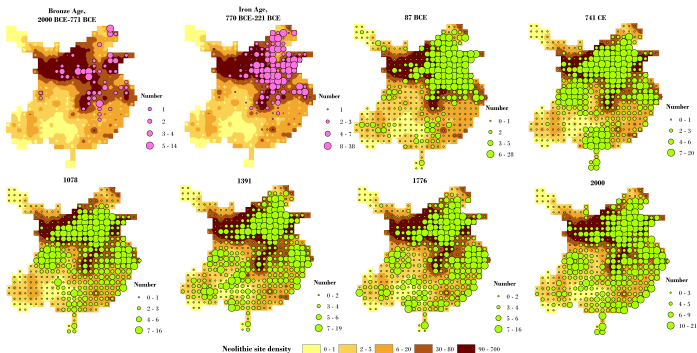 Bronze Age,
2000 BCE-771 BCE
Number
1
2
3 - 4
5 - 14
Iron Age,
770 BCE-221 BCE
Number
1
2 - 3
4 - 7
8 - 38
87 BCE
Number
0 - 1
2
3 - 5
6 - 28
741 CE
Number
0 - 1
2 - 3
4 - 6
7 - 20
1078
Number
0 - 1
2 - 3
4 - 6
7 - 16
1391
Number
0 - 2
3 - 4
5 - 6
7 - 19
1776
Number
0 - 2
3 - 4
5 - 6
7 - 16
2000
Number
0 - 3
4 - 5
6 - 9
10 - 21
Neolithic site density
0 - 1
2 - 5
6 - 20
30 - 80
90 - 700